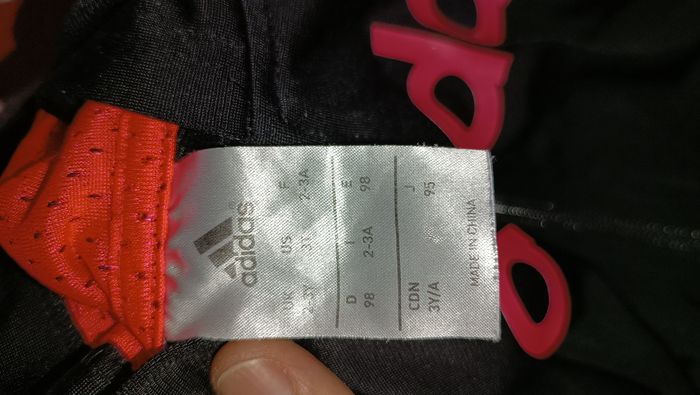 adidas
UK US F
2-3Y 3T 2-3A
D I E
98 2-3A 98
CDN J
3Y/A 95
MADE IN CHINA